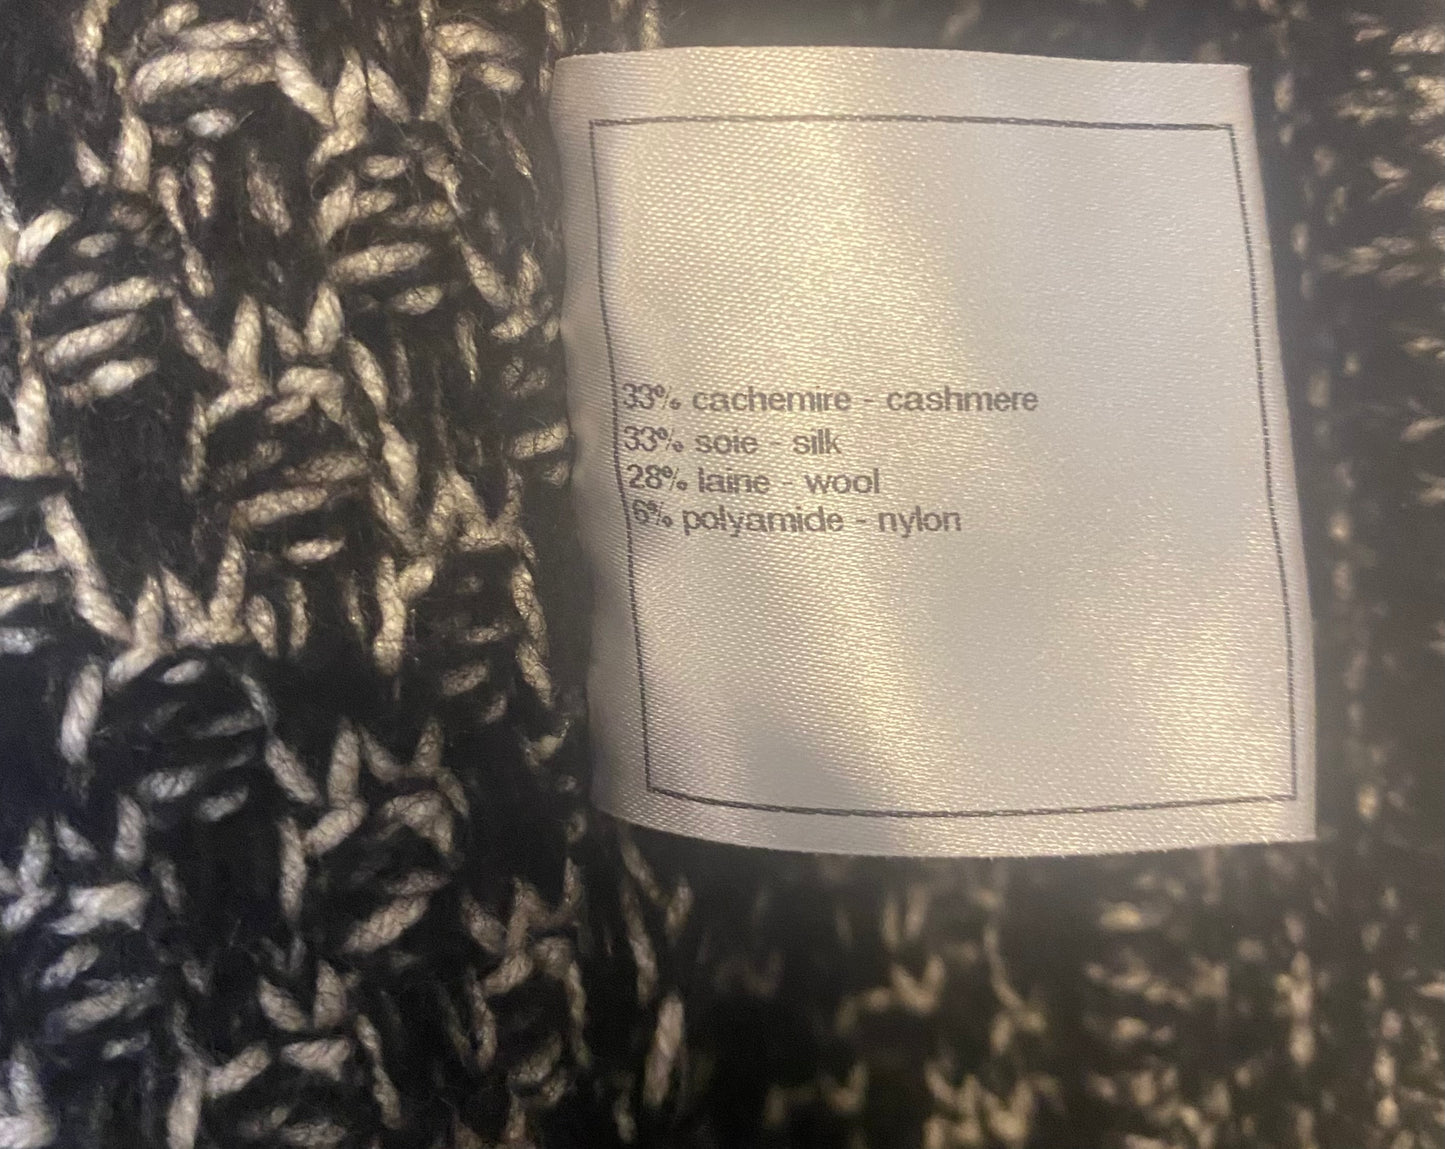 33% cachemire - cashmere
33% soie - silk
28% laine - wool
6% polyamide - nylon